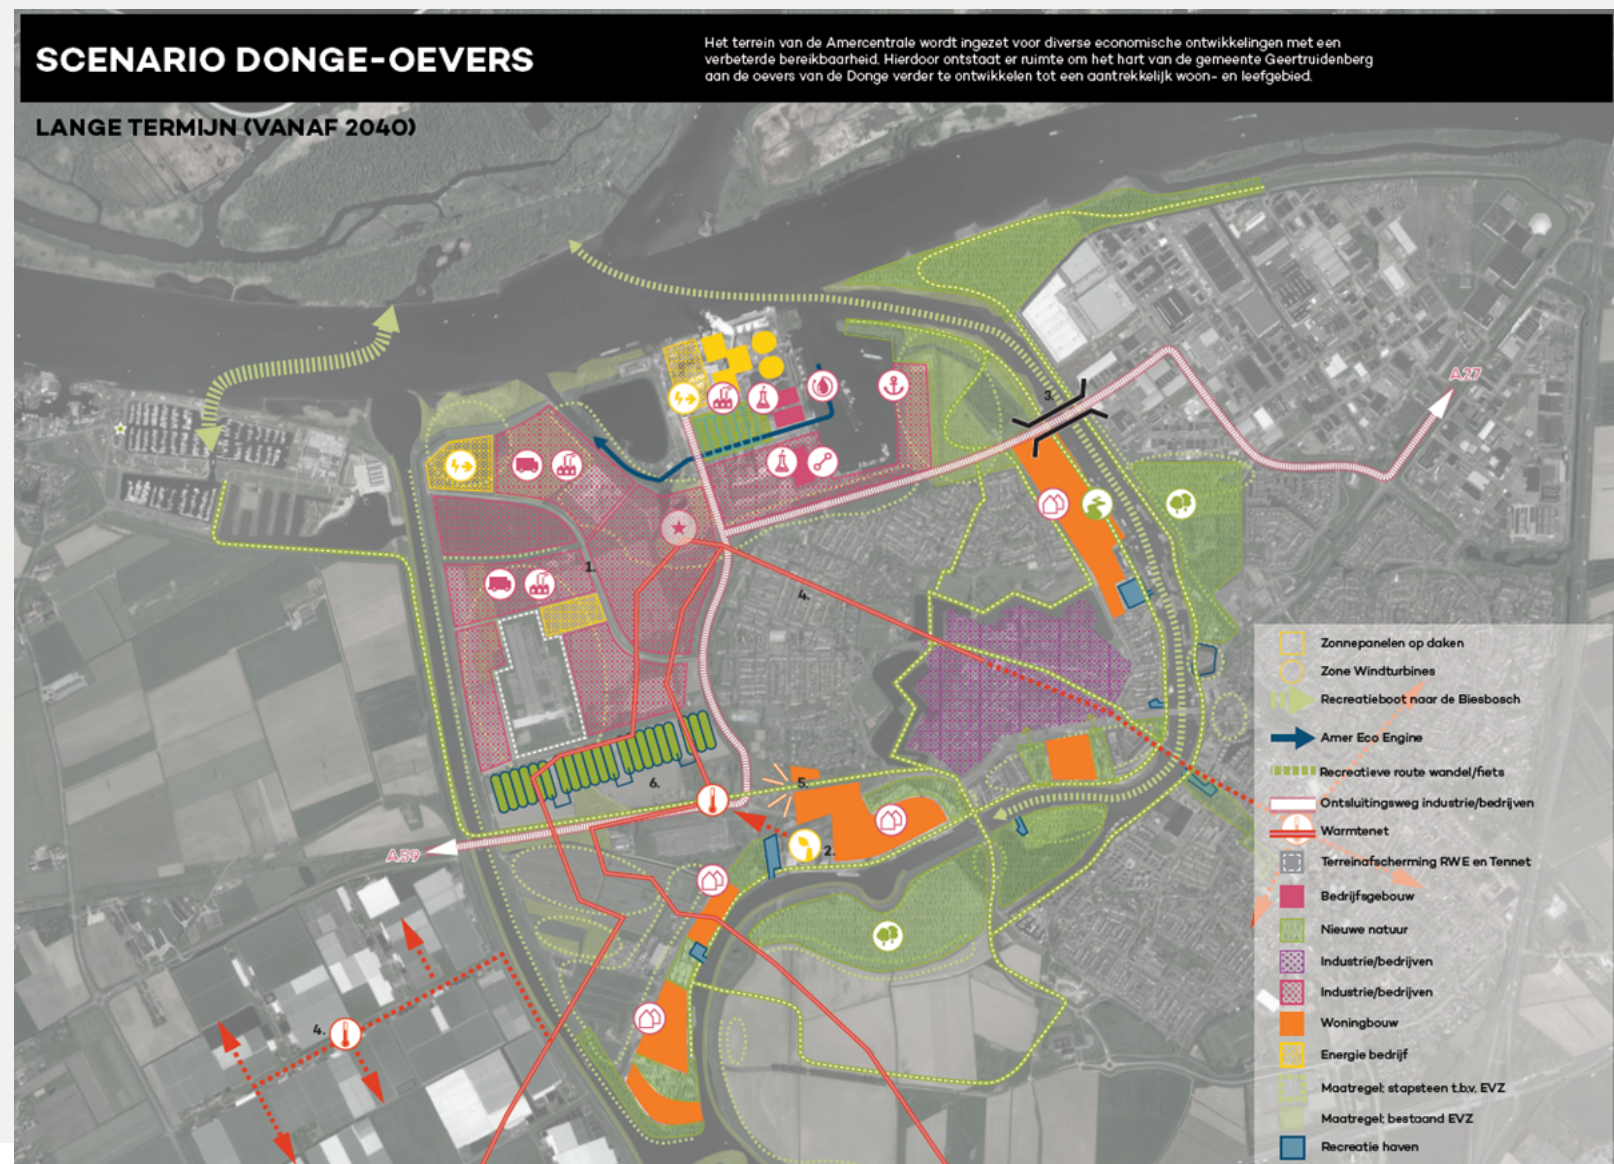 SCENARIO DONGE-OEVERS
Het terrein van de Amercentrale wordt ingezet voor diverse economische ontwikkelingen met een
verbeterde bereikbaarheid. Hierdoor ontstaat er ruimte om het hart van de gemeente Geertruidenberg
aan de oevers van de Donge verder te ontwikkelen tot een aantrekkelijk woon- en leefgebied.
LANGE TERMIJN (VANAF 2040)
A27
3.
1.
4.
6.
5.
2.
A59
4.
Zonnepanelen op daken
Zone Windturbines
Recreatieboot naar de Biesbosch
Amer Eco Engine
Recreatieve route wandel/fiets
Ontsluitingsweg industrie/bedrijven
Warmtenet
Terreinafscherming RWE en Tennet
Bedrijfsgebouw
Nieuwe natuur
Industrie/bedrijven
Industrie/bedrijven
Woningbouw
Energie bedrijf
Maatregel: stapsteen t.b.v. EVZ
Maatregel: bestaand EVZ
Recreatie haven